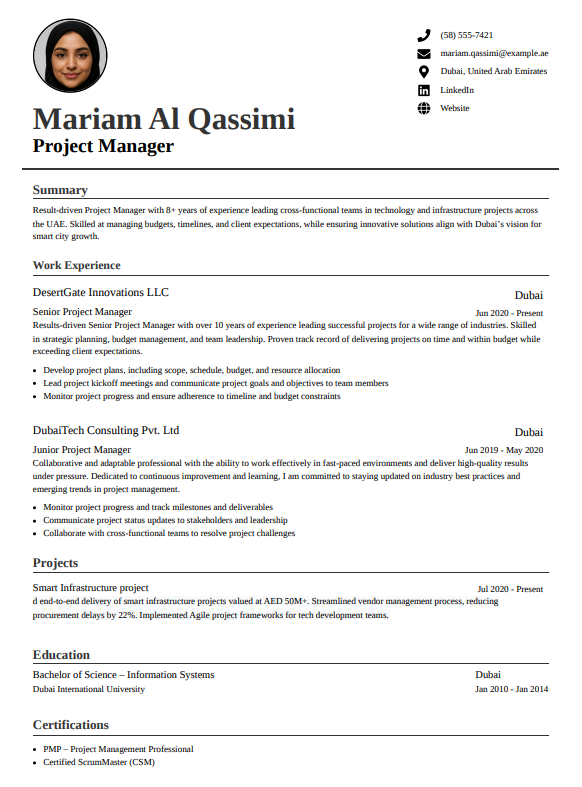 (58) 555-7421
mariam.qassimi@example.ae
Dubai, United Arab Emirates
LinkedIn
Website
Mariam Al Qassimi
Project Manager
Summary
Result-driven Project Manager with 8+ years of experience leading cross-functional teams in technology and infrastructure projects across
the UAE. Skilled at managing budgets, timelines, and client expectations, while ensuring innovative solutions align with Dubai's vision for
smart city growth.
Work Experience
DesertGate Innovations LLC
Dubai
Senior Project Manager
Jun 2020 - Present
Results-driven Senior Project Manager with over 10 years of experience leading successful projects for a wide range of industries. Skilled
in strategic planning, budget management, and team leadership. Proven track record of delivering projects on time and within budget while
exceeding client expectations.
• Develop project plans, including scope, schedule, budget, and resource allocation
• Lead project kickoff meetings and communicate project goals and objectives to team members
• Monitor project progress and ensure adherence to timeline and budget constraints
DubaiTech Consulting Pvt. Ltd
Dubai
Junior Project Manager
Jun 2019 - May 2020
Collaborative and adaptable professional with the ability to work effectively in fast-paced environments and deliver high-quality results
under pressure. Dedicated to continuous improvement and learning, I am committed to staying updated on industry best practices and
emerging trends in project management.
• Monitor project progress and track milestones and deliverables
• Communicate project status updates to stakeholders and leadership
• Collaborate with cross-functional teams to resolve project challenges
Projects
Smart Infrastructure project
Jul 2020 - Present
d end-to-end delivery of smart infrastructure projects valued at AED 50M+. Streamlined vendor management process, reducing
procurement delays by 22%. Implemented Agile project frameworks for tech development teams.
Education
Bachelor of Science – Information Systems
Dubai
Dubai International University
Jan 2010 - Jan 2014
Certifications
• PMP – Project Management Professional
• Certified ScrumMaster (CSM)